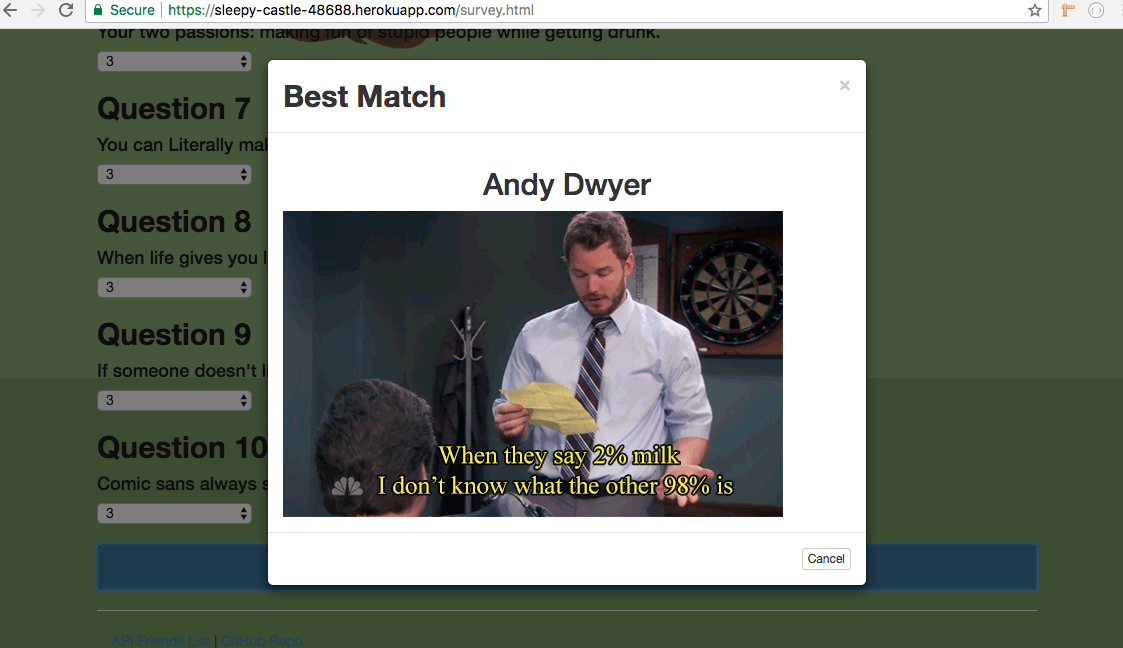 Secure | https://sleepy-castle-48688.herokuapp.com/survey.html
Your two passions: making fun of stupid people while getting drunk.
3
Question 7
You can Literally mak
3
Question 8
When life gives you l
3
Question 9
If someone doesn't li
3
Question 10
Comic sans always s
3
Best Match
×
Andy Dwyer
When they say 2% milk
I don't know what the other 98% is
Cancel
API Friends List | GitHub Repo